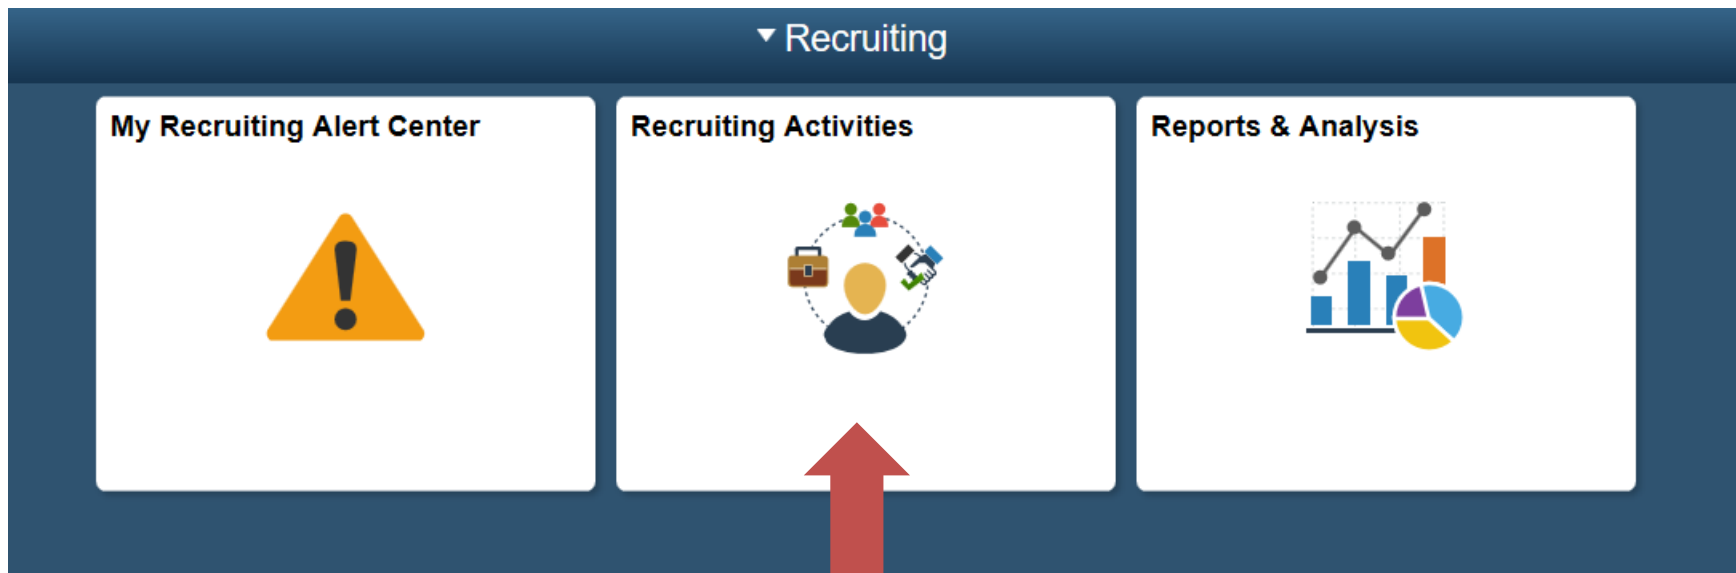 Recruiting
My Recruiting Alert Center
Recruiting Activities
Reports & Analysis